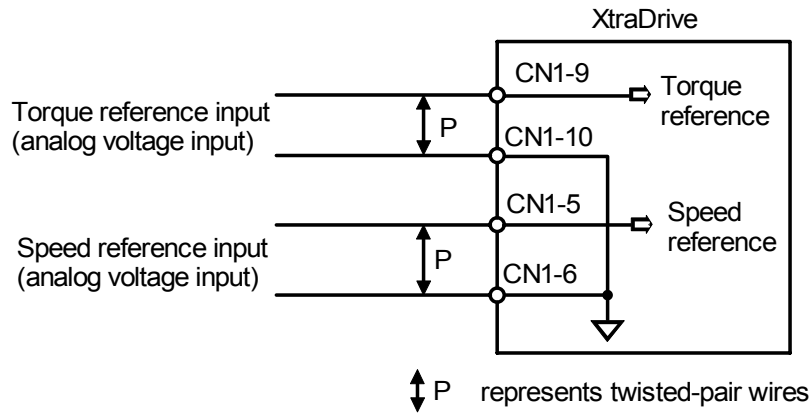 XtraDrive
CN1-9
Torque
reference
Torque reference input
(analog voltage input)
P
CN1-10
CN1-5
Speed
reference
Speed reference input
(analog voltage input)
P
CN1-6
P represents twisted-pair wires